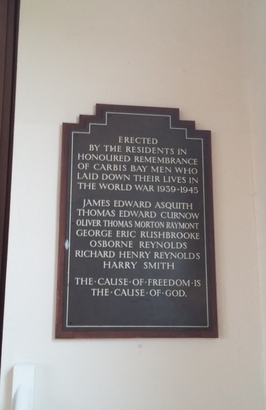 ERECTED
BY THE RESIDENTS IN
HONOURED REMEMBRANCE
OF CARBIS BAY MEN WHO
LAID DOWN THEIR LIVES IN
THE WORLD WAR 1939-1945
JAMES EDWARD ASQUITH
THOMAS EDWARD CURNOW
OLIVER THOMAS MORTON RAYMONT
GEORGE ERIC RUSHBROOKE
OSBORNE REYNOLDS
RICHARD HENRY REYNOLDS
HARRY SMITH
THE·CAUSE·OF·FREEDOM·IS
THE·CAUSE·OF·GOD.